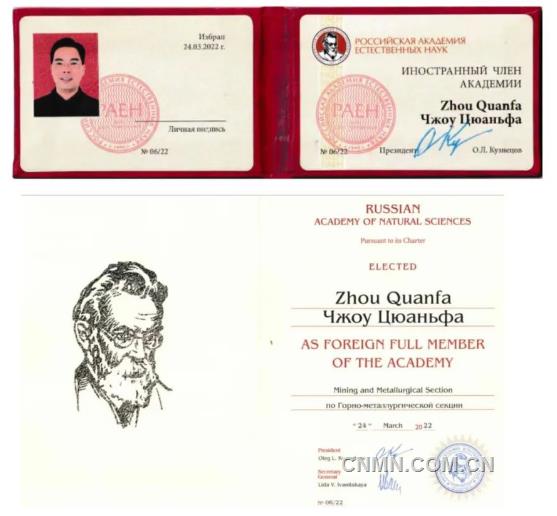 Избран
24.03.2022 г.
РАЕН
Личная подпись
№ 06/22
РОССИЙСКАЯ АКАДЕМИЯ
ЕСТЕСТВЕННЫХ НАУК
ИНОСТРАННЫЙ ЧЛЕН
АКАДЕМИИ
Zhou Quanfa
Чжоу Цюаньфа
РАЕН
Президент
О.Л. Кузнецов
№ 06/22
RUSSIAN
ACADEMY OF NATURAL SCIENCES
Pursuant to its Charter
ELECTED
Zhou Quanfa
Чжоу Цюаньфа
AS FOREIGN FULL MEMBER
OF THE ACADEMY
Mining and Metallurgical Section
по Горно-металлургической секции
"24" March 2022
President
Oleg L.
Secretary
General
Lida V. Ivanitskaya
№ 06/22
CNMN.COM.CN